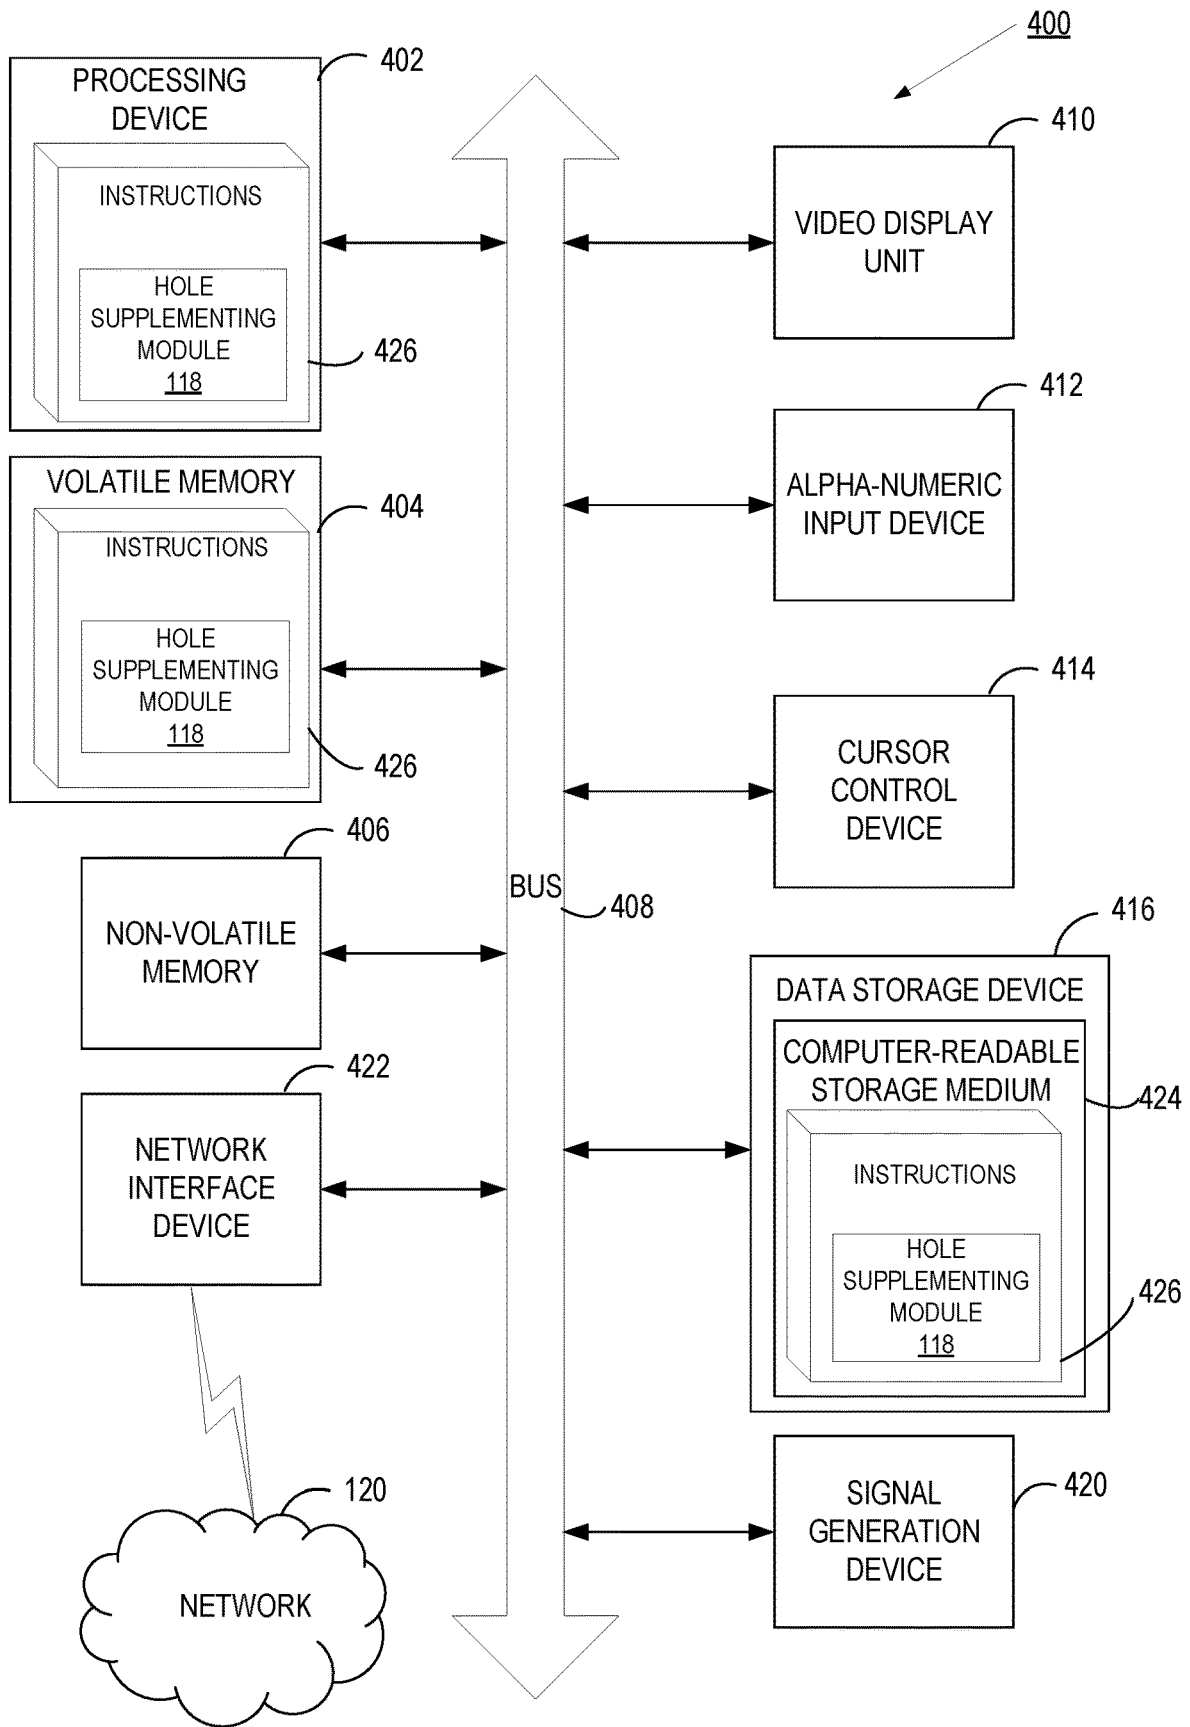 400
402
PROCESSING
DEVICE
INSTRUCTIONS
HOLE
SUPPLEMENTING
MODULE
118
426
VOLATILE MEMORY
404
INSTRUCTIONS
HOLE
SUPPLEMENTING
MODULE
118
426
406
NON-VOLATILE
MEMORY
422
NETWORK
INTERFACE
DEVICE
120
NETWORK
BUS
408
410
VIDEO DISPLAY
UNIT
412
ALPHA-NUMERIC
INPUT DEVICE
414
CURSOR
CONTROL
DEVICE
416
DATA STORAGE DEVICE
COMPUTER-READABLE
STORAGE MEDIUM
424
INSTRUCTIONS
HOLE
SUPPLEMENTING
MODULE
118
426
SIGNAL
GENERATION
DEVICE
420